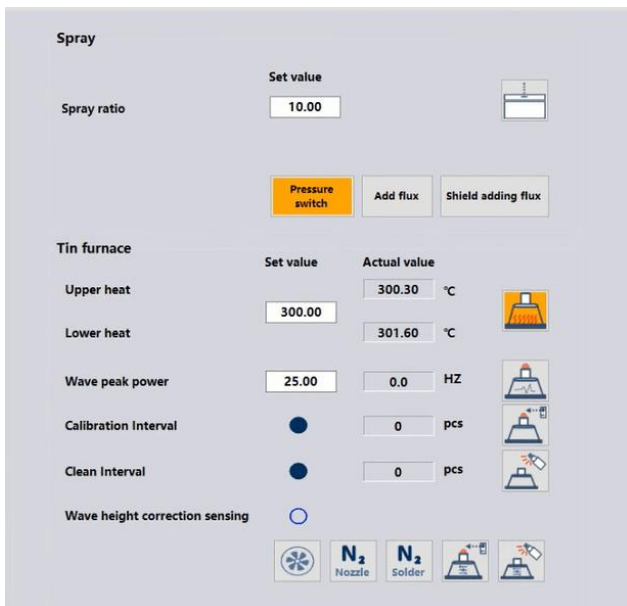 Spray
Set value
Spray ratio 10.00
Pressure
switch
Add flux
Shield adding flux
Tin furnace
Set value Actual value
Upper heat 300.30 ℃
300.00
Lower heat 301.60 ℃
Wave peak power 25.00 0.0 HZ
Calibration Interval 0 pcs
Clean Interval 0 pcs
Wave height correction sensing
N₂
Nozzle
N₂
Solder